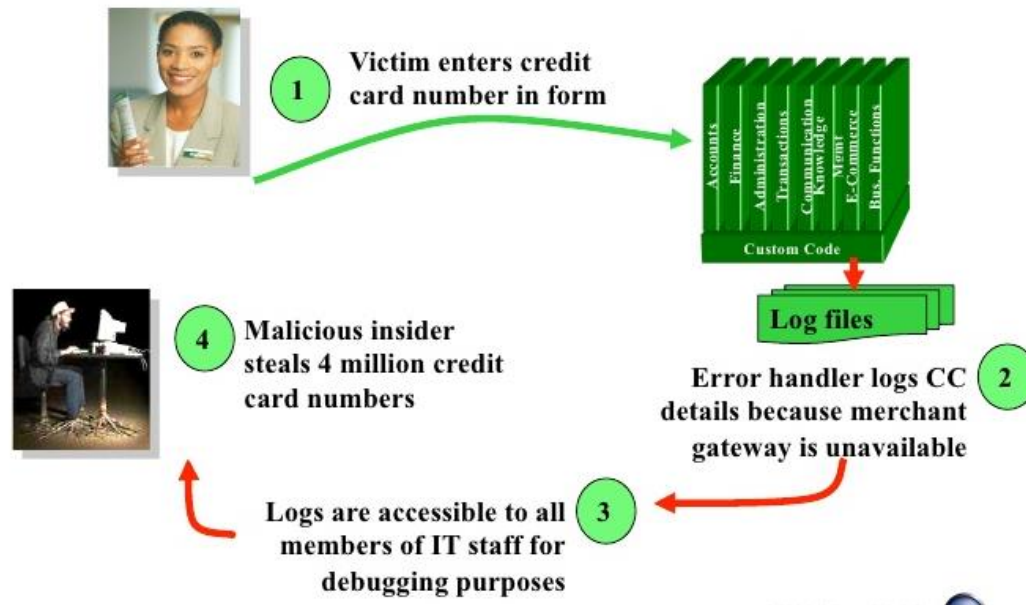 1
Victim enters credit
card number in form
Accounts
Finance
Administration
Transactions
Communication
Knowledge
Mgmt
E-Commerce
Bus. Functions
Custom Code
Log files
2
Error handler logs CC
details because merchant
gateway is unavailable
3
Logs are accessible to all
members of IT staff for
debugging purposes
4
Malicious insider
steals 4 million credit
card numbers